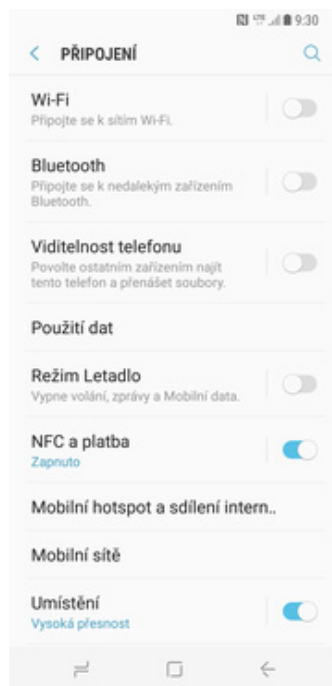 LTE 9:30
PŘIPOJENÍ
Wi-Fi
Připojte se k sítím Wi-Fi.
Bluetooth
Připojte se k nedalekým zařízením
Bluetooth.
Viditelnost telefonu
Povolte ostatním zařízením najít
tento telefon a přenášet soubory.
Použití dat
Režim Letadlo
Vypne volání, zprávy a Mobilní data.
NFC a platba
Zapnuto
Mobilní hotspot a sdílení intern..
Mobilní sítě
Umístění
Vysoká přesnost